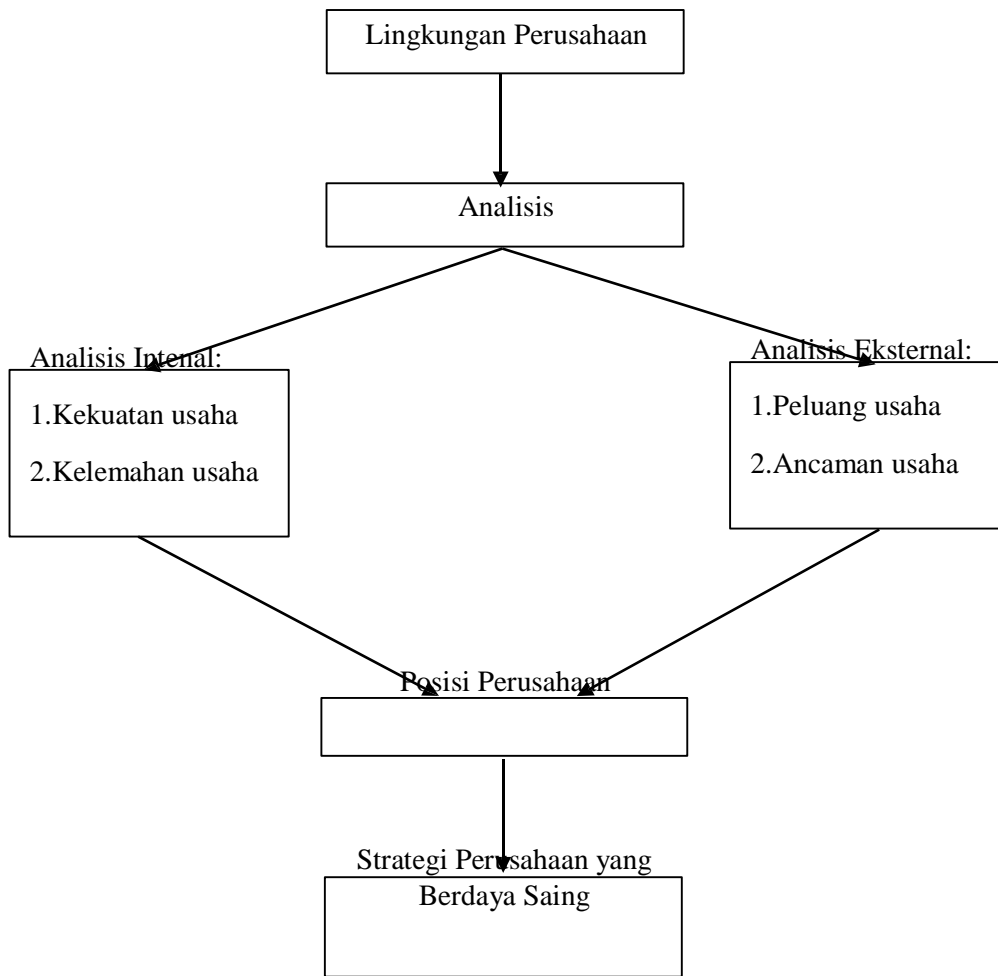 Lingkungan Perusahaan
Analisis
Analisis Intenal:
1.Kekuatan usaha
2.Kelemahan usaha
Analisis Eksternal:
1.Peluang usaha
2.Ancaman usaha
Posisi Perusahaan
Strategi Perusahaan yang
Berdaya Saing